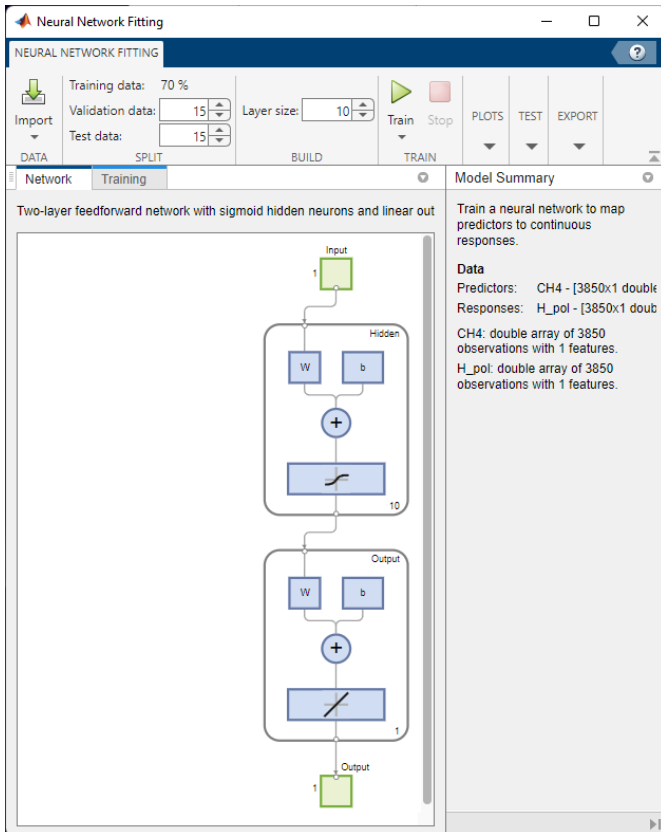 Neural Network Fitting
NEURAL NETWORK FITTING
?
Import
DATA
Training data: 70 %
Validation data: 15
Test data: 15
SPLIT
Layer size: 10
BUILD
Train
Stop
TRAIN
PLOTS
TEST
EXPORT
Network
Training
Two-layer feedforward network with sigmoid hidden neurons and linear out
Input
1
Hidden
W
b
+
10
Output
W
b
+
1
Output
1
Model Summary
Train a neural network to map
predictors to continuous
responses.
Data
Predictors: CH4 - [3850x1 double
Responses: H_pol - [3850x1 doub
CH4: double array of 3850
observations with 1 features.
H_pol: double array of 3850
observations with 1 features.